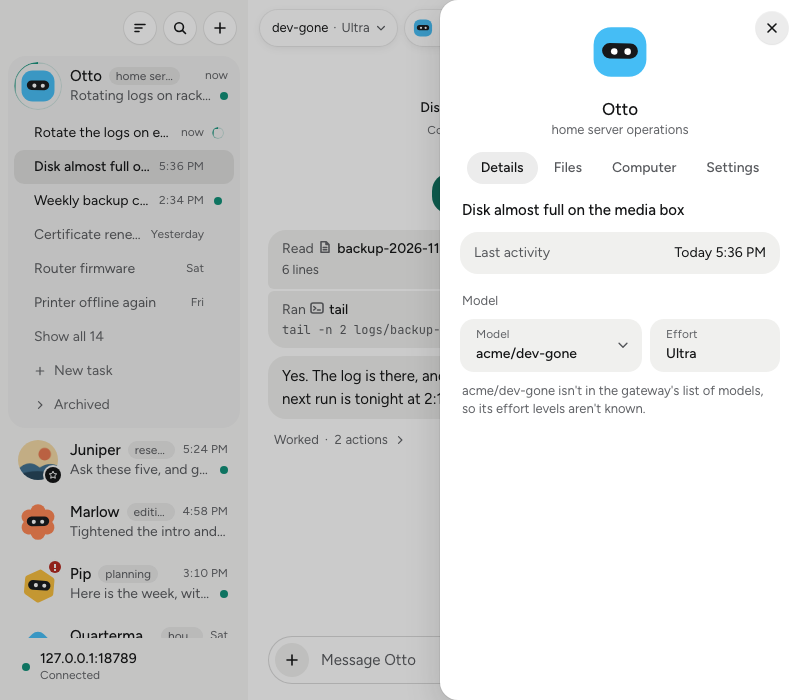 Otto home ser... now
Rotating logs on rack...
Rotate the logs on e... now
Disk almost full o... 5:36 PM
Weekly backup c... 2:34 PM
Certificate rene... Yesterday
Router firmware Sat
Printer offline again Fri
Show all 14
+ New task
Archived
Juniper rese... 5:24 PM
Ask these five, and g...
Marlow editi... 4:58 PM
Tightened the intro and...
Pip planning 3:10 PM
Here is the week, wit...
Quarterma hou... Sat
127.0.0.1:18789
Connected
dev-gone · Ultra
Dis
Co
Read backup-2026-11
6 lines
Ran tail
tail -n 2 logs/backup-
Yes. The log is there, and
next run is tonight at 2:1
Worked · 2 actions
Message Otto
Otto
home server operations
Details Files Computer Settings
Disk almost full on the media box
Last activity Today 5:36 PM
Model
Model
acme/dev-gone
Effort
Ultra
acme/dev-gone isn't in the gateway's list of models,
so its effort levels aren't known.